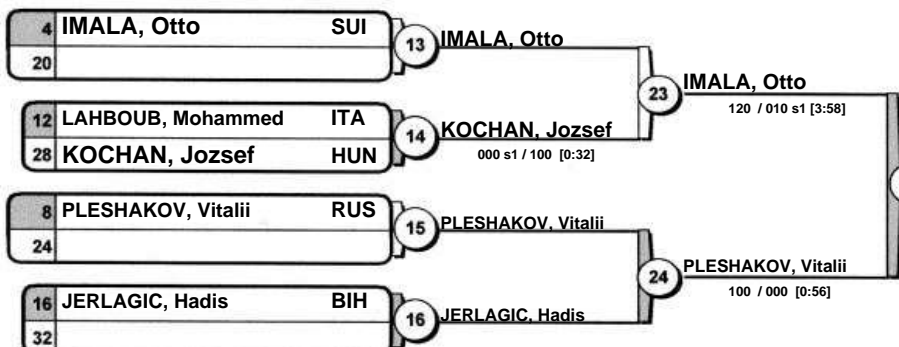 4 IMALA, Otto SUI
20
13 IMALA, Otto
12 LAHBOUB, Mohammed ITA
28 KOCHAN, Jozsef HUN
14 KOCHAN, Jozsef
000 s1 / 100 [0:32]
23 IMALA, Otto
120 / 010 s1 [3:58]
8 PLESHAKOV, Vitalii RUS
24
15 PLESHAKOV, Vitalii
16 JERLAGIC, Hadis BIH
32
16 JERLAGIC, Hadis
24 PLESHAKOV, Vitalii
100 / 000 [0:56]